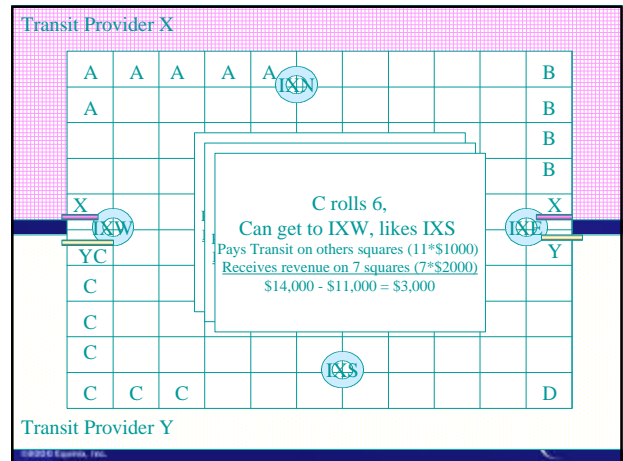 Transit Provider X
A A A A A IXN B
A B
B
B
X X
IXW IXE
YC Y
C rolls 6,
Can get to IXW, likes IXS
Pays Transit on others squares (11*$1000)
Receives revenue on 7 squares (7*$2000)
$14,000 - $11,000 = $3,000
C
C
C
IXS
C C C D
Transit Provider Y